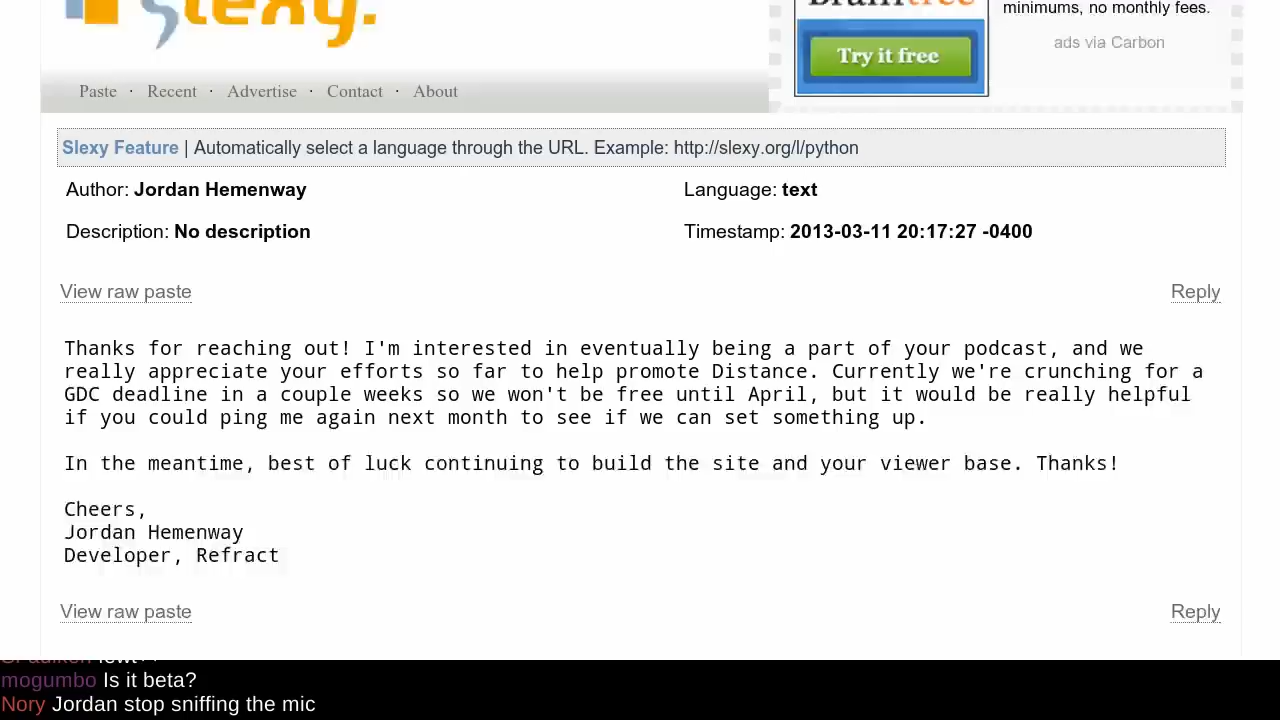 slexy.
minimums, no monthly fees.
Try it free
ads via Carbon
Paste · Recent · Advertise · Contact · About
Slexy Feature | Automatically select a language through the URL. Example: http://slexy.org/l/python
Author: Jordan Hemenway
Language: text
Description: No description
Timestamp: 2013-03-11 20:17:27 -0400
View raw paste
Reply
Thanks for reaching out! I'm interested in eventually being a part of your podcast, and we
really appreciate your efforts so far to help promote Distance. Currently we're crunching for a
GDC deadline in a couple weeks so we won't be free until April, but it would be really helpful
if you could ping me again next month to see if we can set something up.
In the meantime, best of luck continuing to build the site and your viewer base. Thanks!
Cheers,
Jordan Hemenway
Developer, Refract
View raw paste
Reply
mogumbo Is it beta?
Nory Jordan stop sniffing the mic